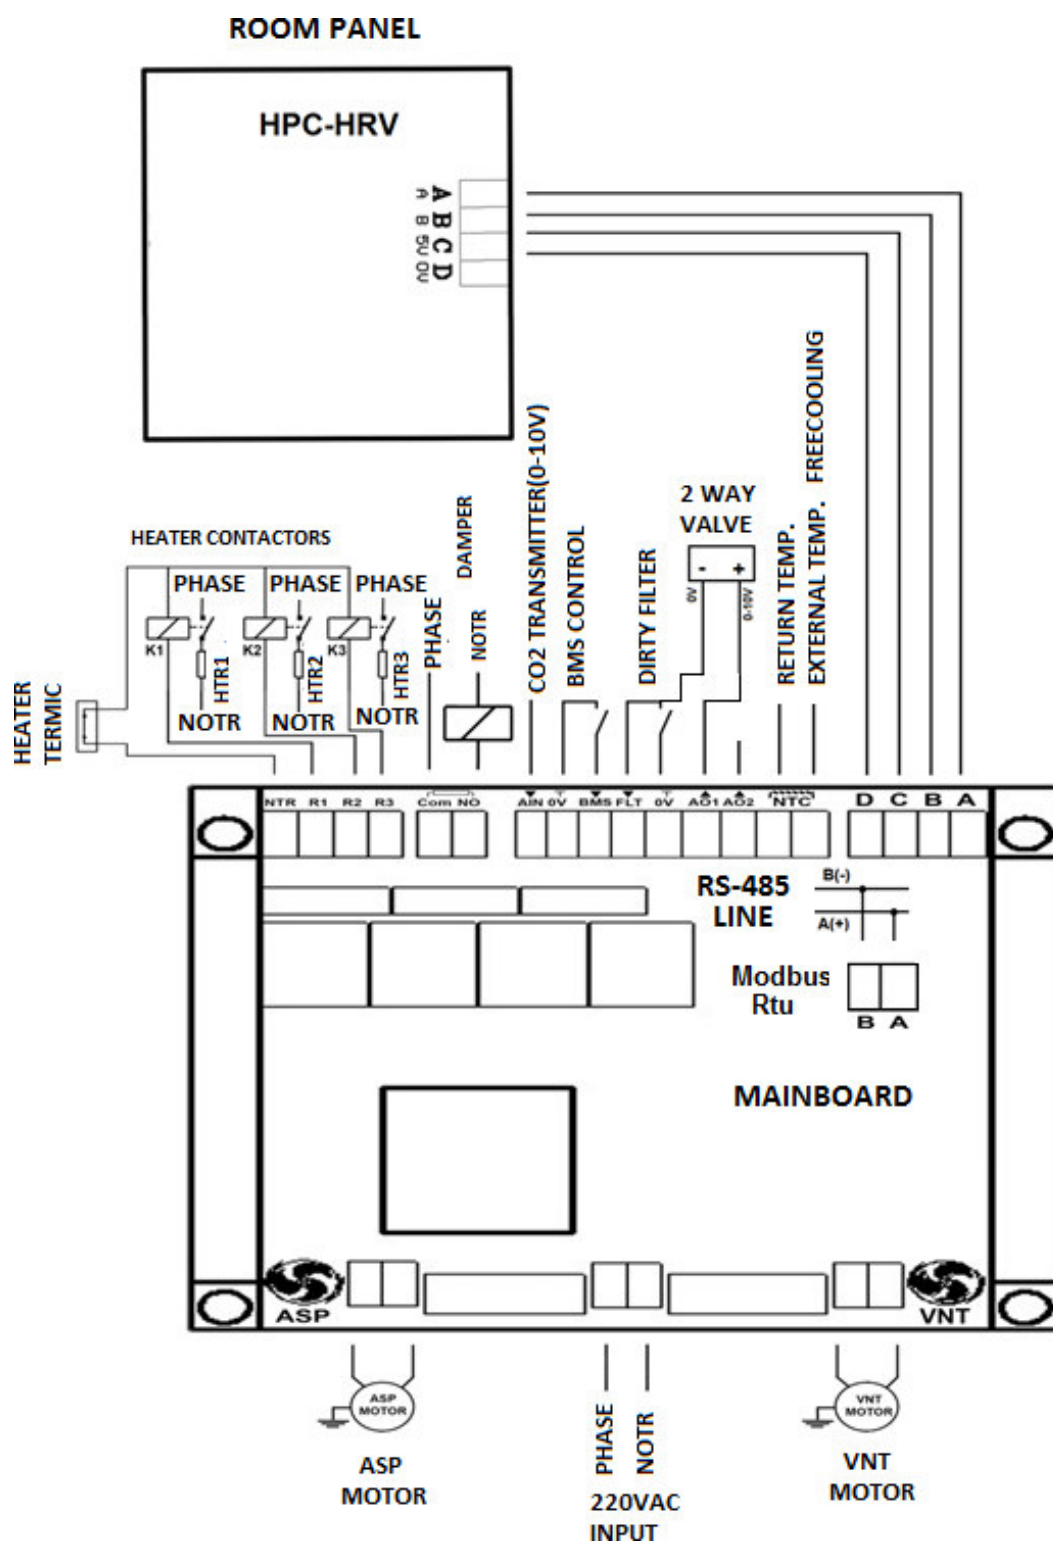 ROOM PANEL
HPC-HRV
A A
B B
5V C
0V D
HEATER CONTACTORS
PHASE
PHASE
PHASE
K1
K2
K3
HTR1
HTR2
HTR3
NOTR
NOTR
NOTR
HEATER
TERMIC
PHASE
DAMPER
NOTR
CO2 TRANSMITTER(0-10V)
BMS CONTROL
DIRTY FILTER
2 WAY
VALVE
- +
0V
0-10V
RETURN TEMP.
EXTERNAL TEMP.
FREECOOLING
NTR R1 R2 R3 Com NO AIN 0V BMS FLT 0V AO1 AO2 NTC D C B A
RS-485
LINE
B(-)
A(+)
Modbus
Rtu
B A
MAINBOARD
ASP
VNT
ASP
MOTOR
ASP
MOTOR
PHASE
NOTR
220VAC
INPUT
VNT
MOTOR
VNT
MOTOR